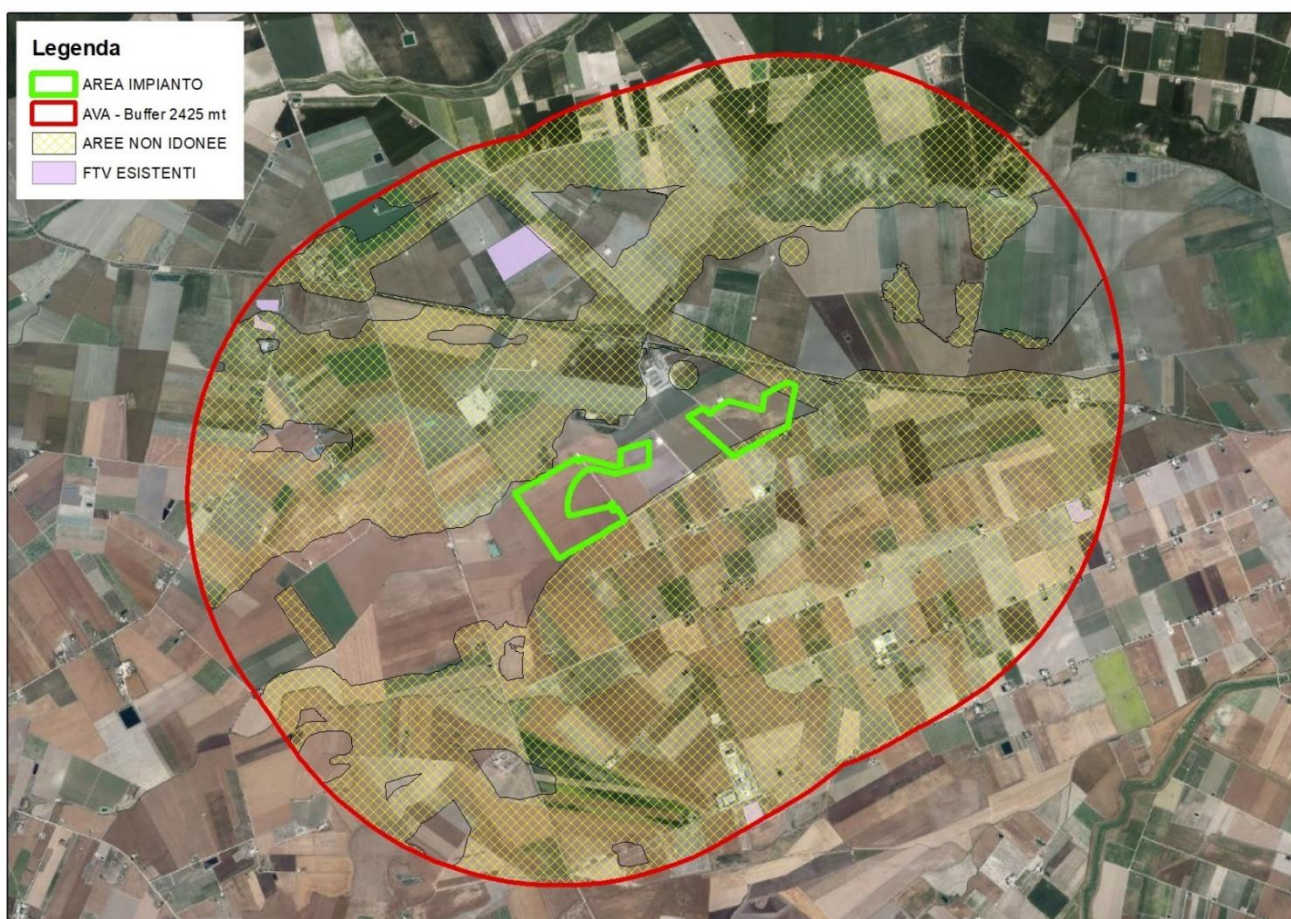 Legenda
AREA IMPIANTO
AVA - Buffer 2425 mt
AREE NON IDONEE
FTV ESISTENTI